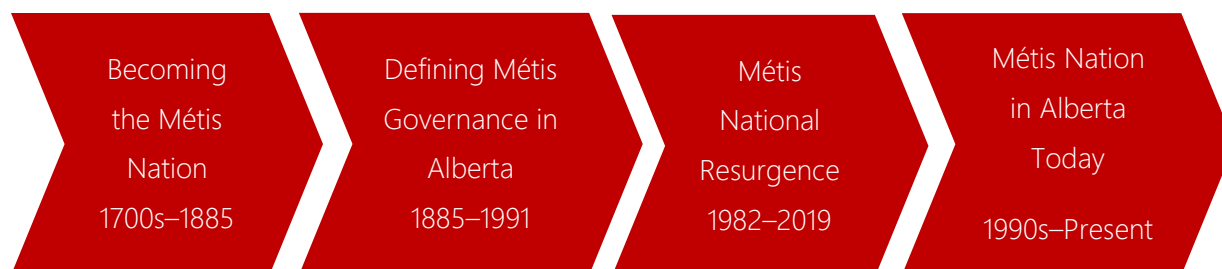 Becoming
the Métis
Nation
1700s–1885
Defining Métis
Governance in
Alberta
1885–1991
Métis
National
Resurgence
1982–2019
Métis Nation
in Alberta
Today
1990s–Present